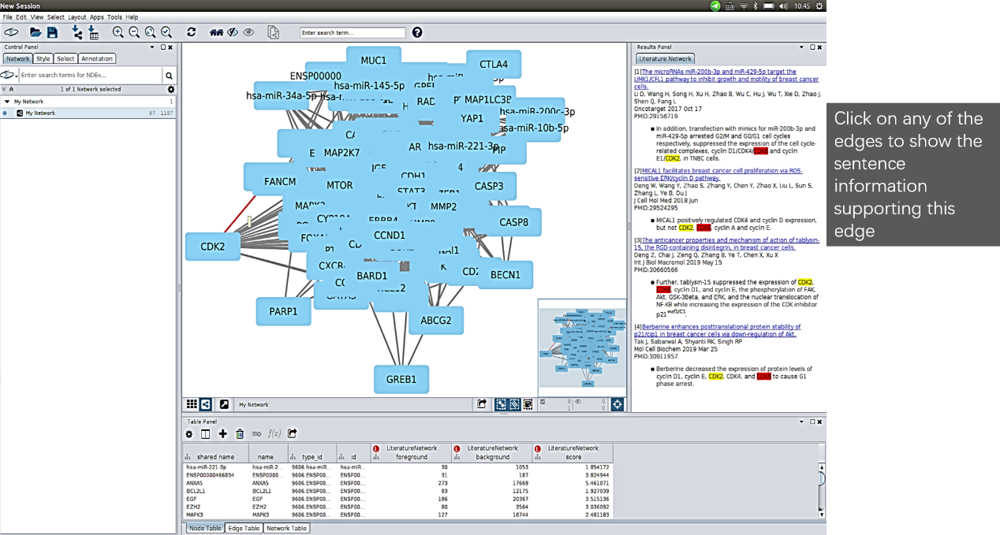 New Session
10:45
File Edit View Select Layout Apps Tools Help
Enter search term...
Control Panel
Network Style Select Annotation
Enter search terms for NDEx...
1 of 1 Network selected
My Network 1
My Network 97 1187
MUC1
CTLA4
ENSP00000
hsa-miR-145-5p
hsa-miR-34a-5p
RAD
MAP1LC3B
hsa-miR-200c-3p
YAP1
hsa-miR-10b-5p
MAP2K7
AR
hsa-miR-221-3p
CDH1
FANCM
MTOR
STAT3
CASP3
MMP2
ERBB4
CASP8
CCND1
CDK2
BARD1
BECN1
PARP1
ABCG2
GREB1
My Network
0
1
0
0
Results Panel
Literature Network
[1]The microRNAs miR-200b-3p and miR-429-5p target the
LIMK1/CFL1 pathway to inhibit growth and motility of breast cancer
cells.
Li D, Wang H, Song H, Xu H, Zhao B, Wu C, Hu J, Wu T, Xie D, Zhao J,
Shen Q, Fang L
Oncotarget 2017 Oct 17
PMID:29156719
● In addition, transfection with mimics for miR-200b-3p and
miR-429-5p arrested G2/M and G0/G1 cell cycles
respectively, suppressed the expression of the cell cycle-
related complexes, cyclin D1/CDK4/CDK6 and cyclin
E1/CDK2, in TNBC cells.
[2]MICAL1 facilitates breast cancer cell proliferation via ROS-
sensitive ERK/cyclin D pathway.
Deng W, Wang Y, Zhao S, Zhang Y, Chen Y, Zhao X, Liu L, Sun S,
Zhang L, Ye B, Du J
J Cell Mol Med 2018 Jun
PMID:29524295
● MICAL1 positively regulated CDK4 and cyclin D expression,
but not CDK2, CDK6, cyclin A and cyclin E.
[3]The anticancer properties and mechanism of action of tablysin-
15, the RGD-containing disintegrin, in breast cancer cells.
Deng Z, Chai J, Zeng Q, Zhang B, Ye T, Chen X, Xu X
Int J Biol Macromol 2019 May 15
PMID:30660566
● Further, tablysin-15 suppressed the expression of CDK2,
CDK6, cyclin D1, and cyclin E, the phosphorylation of FAK,
Akt, GSK-3Beta, and ERK, and the nuclear translocation of
NF-KB while increasing the expression of the CDK inhibitor
p21waf1/C1.
[4]Berberine enhances posttranslational protein stability of
p21/cip1 in breast cancer cells via down-regulation of Akt.
Tak J, Sabarwal A, Shyanti RK, Singh RP
Mol Cell Biochem 2019 Mar 25
PMID:30911957
● Berberine decreased the expression of protein levels of
cyclin D1, cyclin E, CDK2, CDK4, and CDK6 to cause G1
phase arrest.
Table Panel
f(x)
shared name name type_id id LiteratureNetwork foreground LiteratureNetwork background LiteratureNetwork score
hsa-miR-221-3p hsa-miR-2... 9606.hsa-miR... hsa-miR... 30 1053 1.854172
ENSP00000466834 ENSP0000... 9606.ENSP00... ENSP00... 31 187 3.824944
ANXA5 ANXA5 9606.ENSP00... ENSP00... 273 17669 5.461071
BCL2L1 BCL2L1 9606.ENSP00... ENSP00... 83 12175 1.927039
EGF EGF 9606.ENSP00... ENSP00... 186 20367 3.515136
EZH2 EZH2 9606.ENSP00... ENSP00... 80 3564 3.036092
MAPK3 MAPK3 9606.ENSP00... ENSP00... 127 18744 2.481183
Node Table Edge Table Network Table
Click on any of the
edges to show the
sentence
information
supporting this
edge